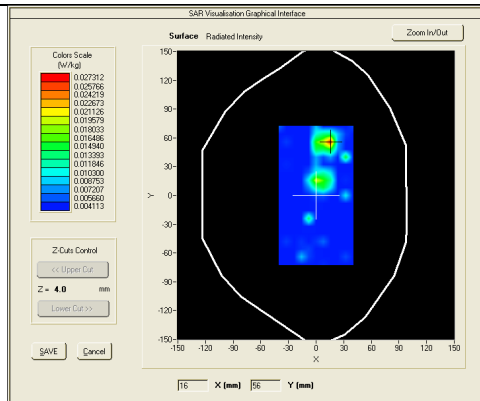 SAR Visualisation Graphical Interface
Surface Radiated Intensity
Zoom In/Out
Colors Scale
(W/kg)
0.027312
0.025766
0.024219
0.022673
0.021126
0.019579
0.018033
0.016486
0.014940
0.013393
0.011846
0.010300
0.008753
0.007207
0.005660
0.004113
Z-Cuts Control
<< Upper Cut
Z = 4.0 mm
Lower Cut >>
SAVE Cancel
150-
120-
90-
60-
30-
0-
-30-
-60-
-90-
-120-
-150-
Y
-150 -120 -90 -60 -30 0 30 60 90 120 150
X
16 X (mm) 56 Y (mm)